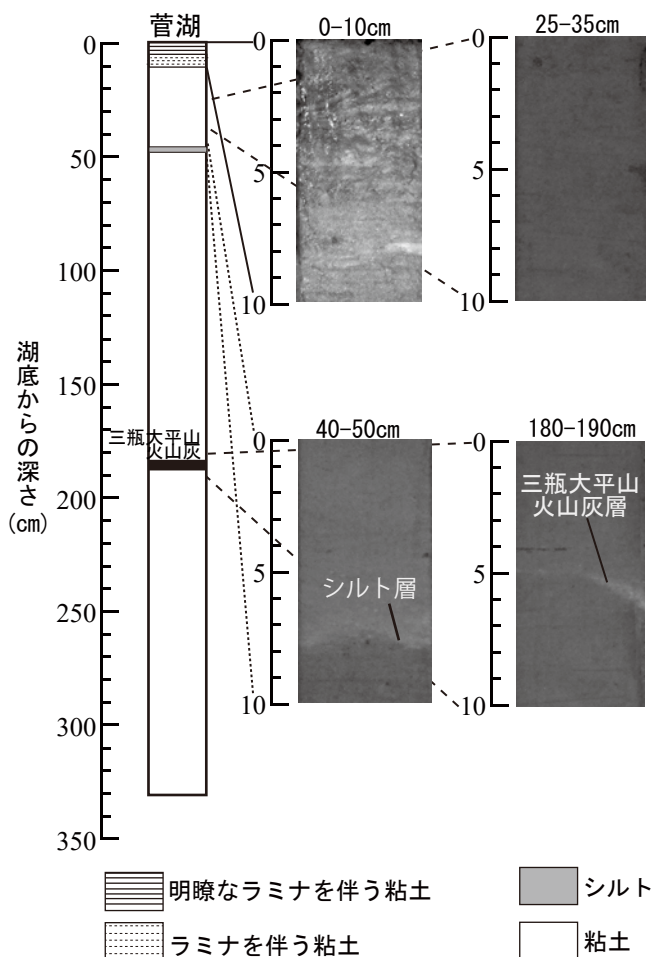 菅湖
0
50
100
150
200
250
300
350
湖底からの深さ
(cm)
三瓶大平山
火山灰
0-10cm
0
5
10
25-35cm
0
5
10
40-50cm
0
5
10
シルト層
180-190cm
0
5
10
三瓶大平山
火山灰層
明瞭なラミナを伴う粘土
シルト
ラミナを伴う粘土
粘土